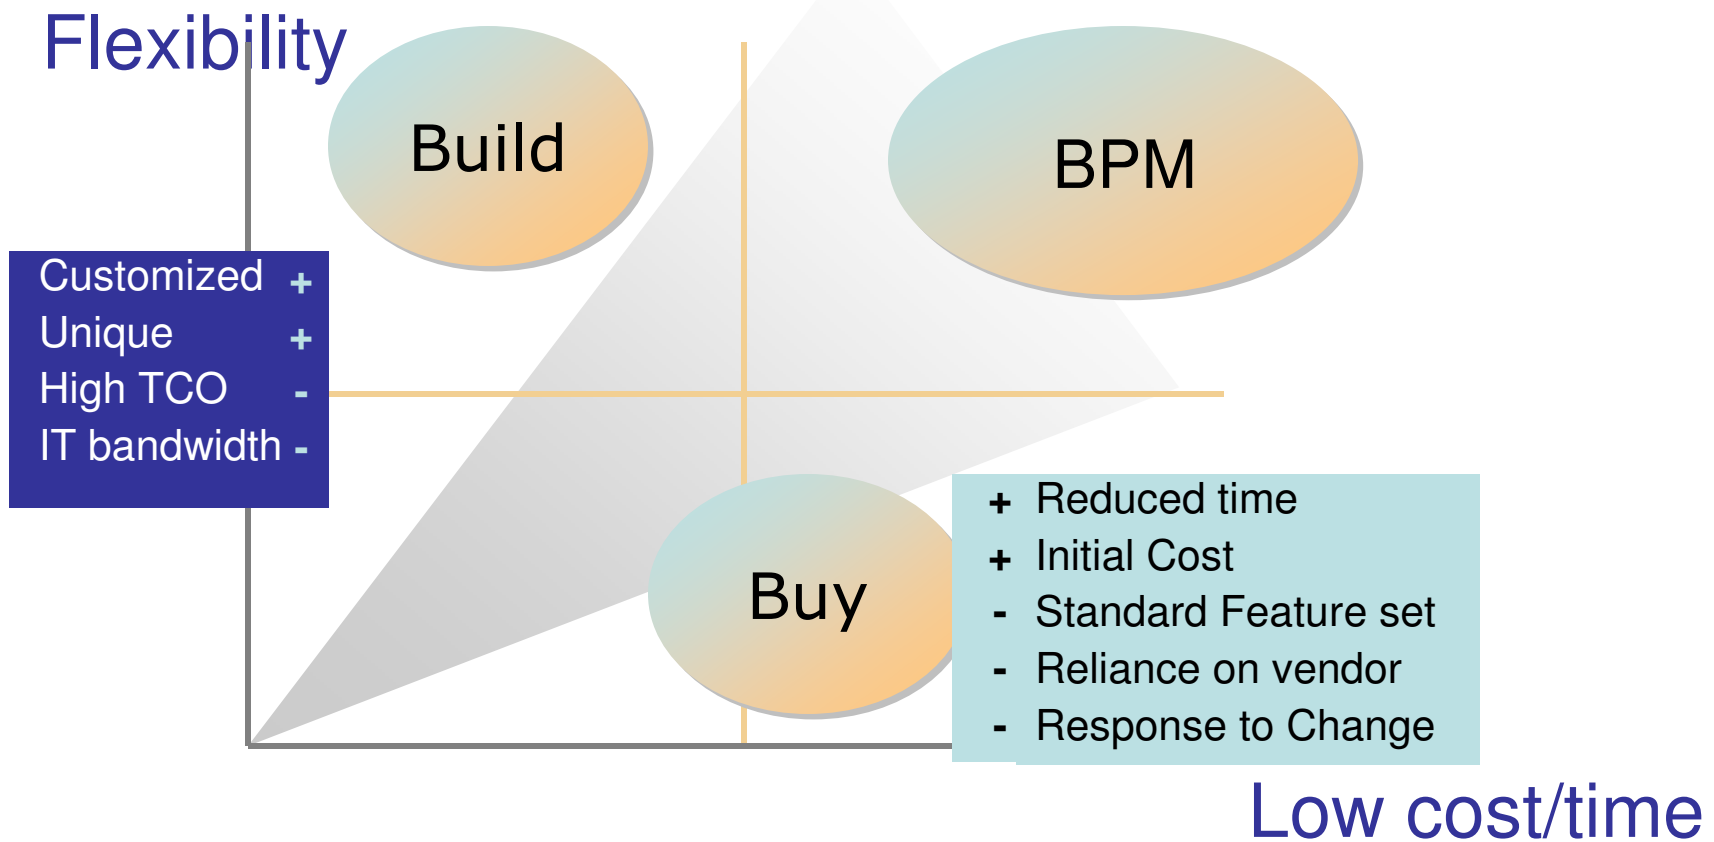 Flexibility
Build
BPM
Customized +
Unique +
High TCO -
IT bandwidth -
Buy
+ Reduced time
+ Initial Cost
- Standard Feature set
- Reliance on vendor
- Response to Change
Low cost/time